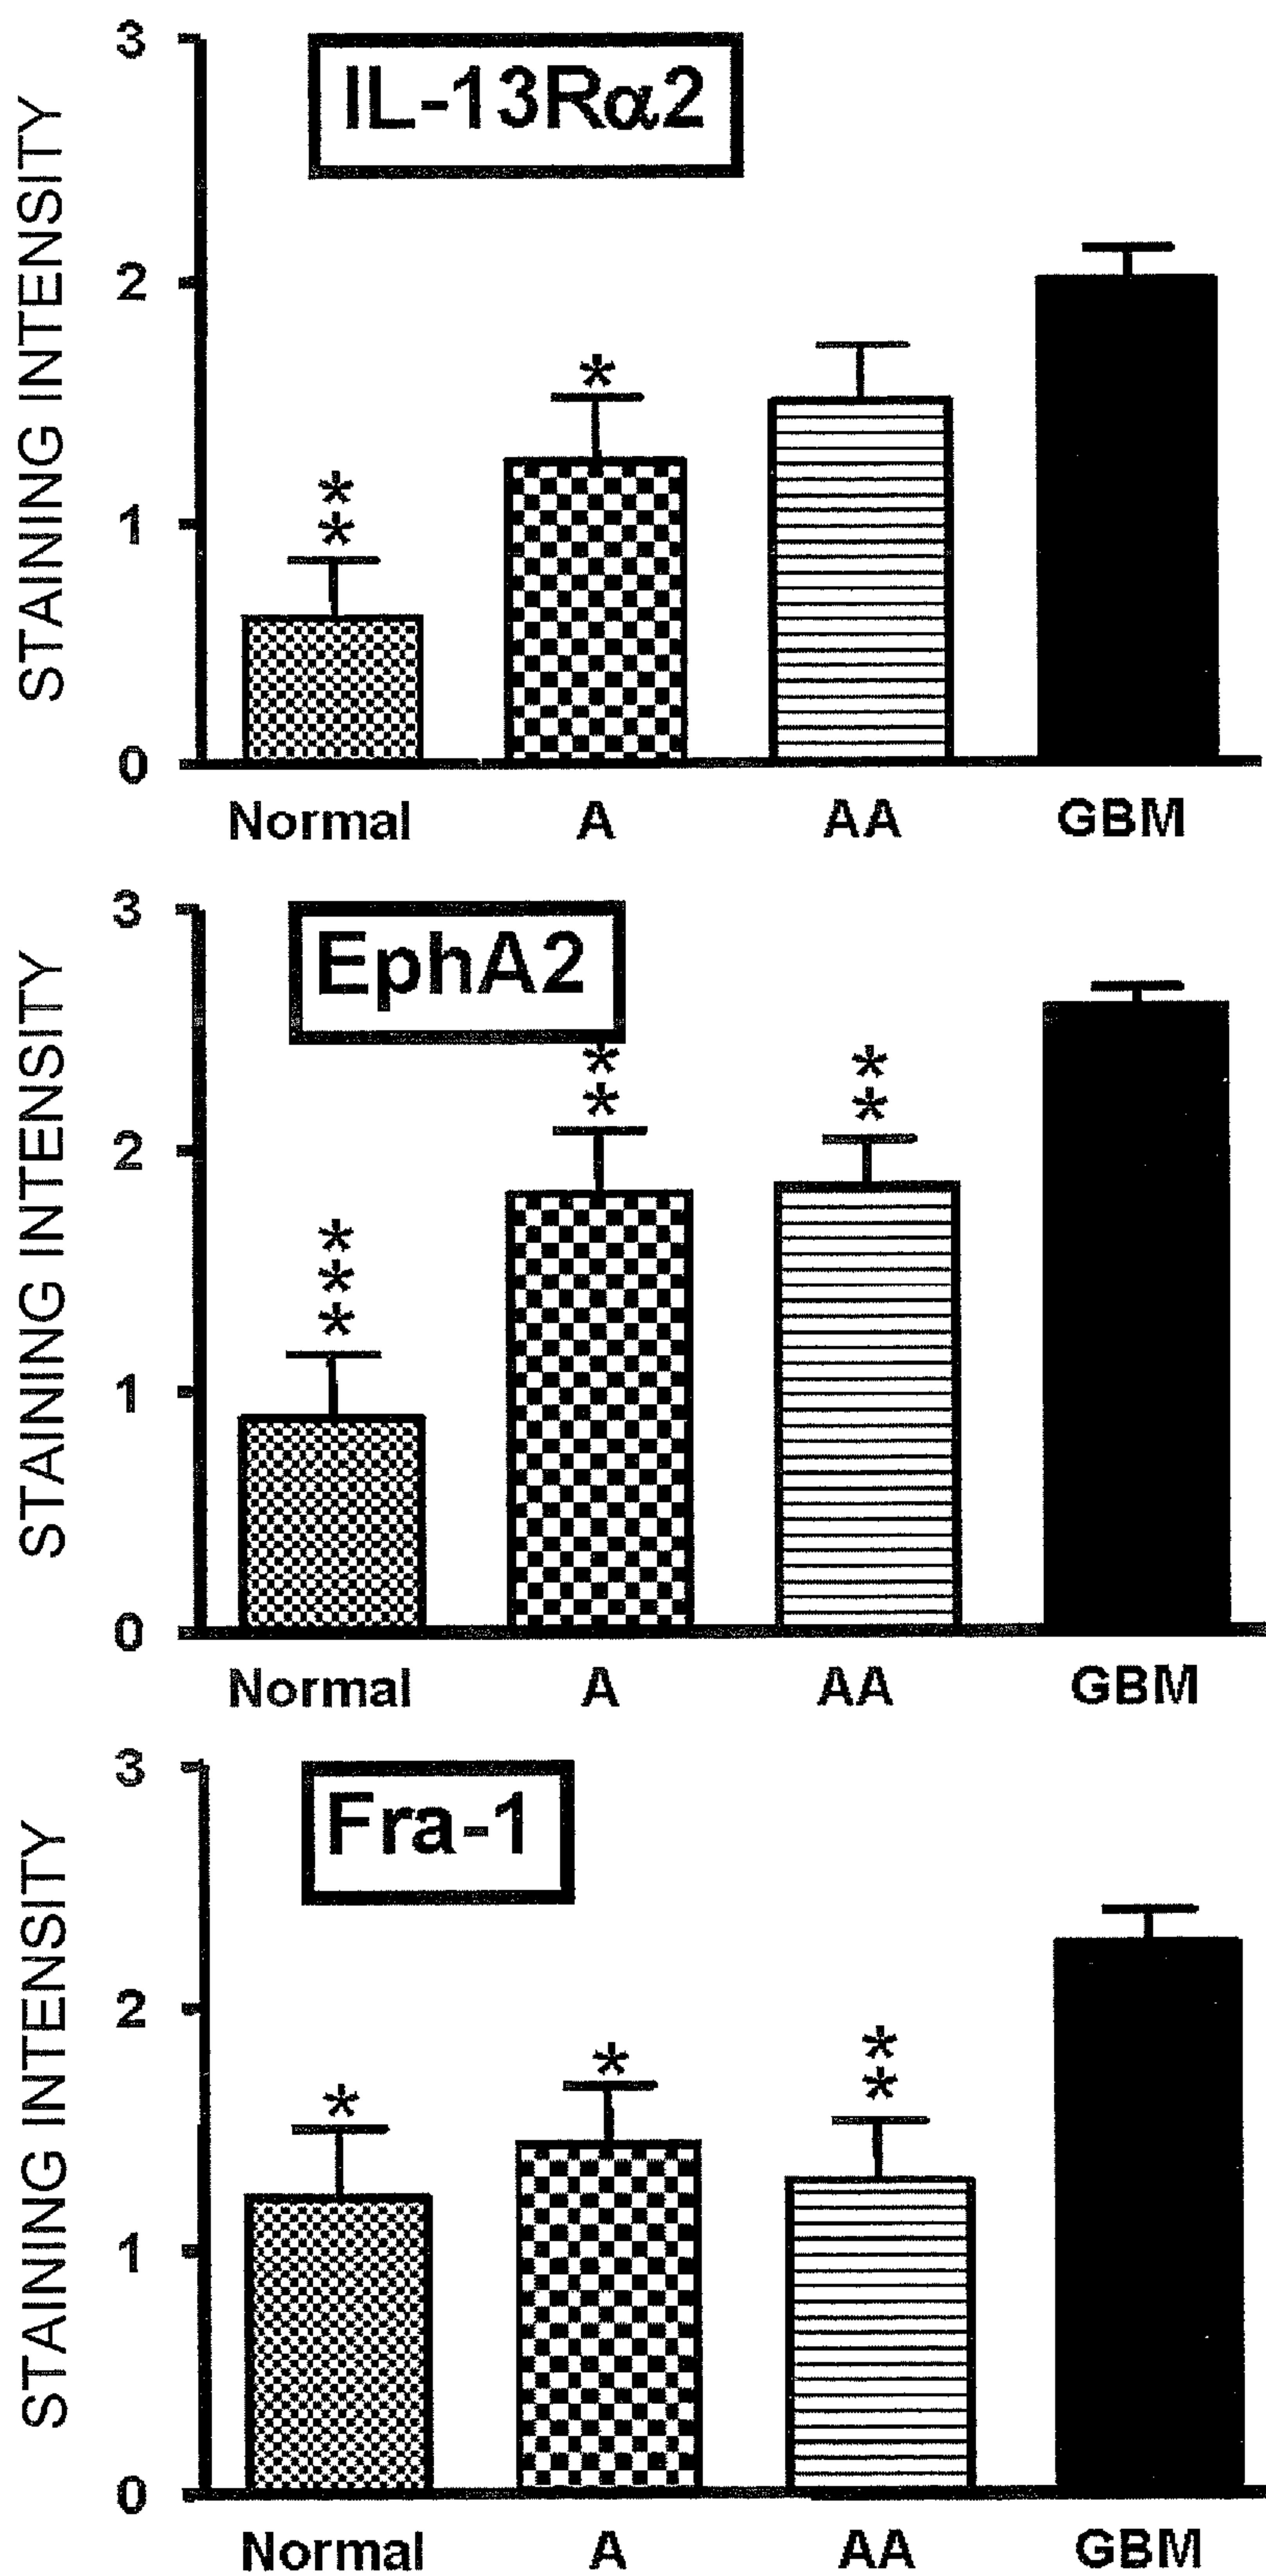 IL-13Rα2
STAINING INTENSITY
3
2
1
0
*
*
*
Normal A AA GBM
EphA2
STAINING INTENSITY
3
2
1
0
*
*
*
*
*
*
*
Normal A AA GBM
Fra-1
STAINING INTENSITY
3
2
1
0
*
*
*
*
Normal A AA GBM